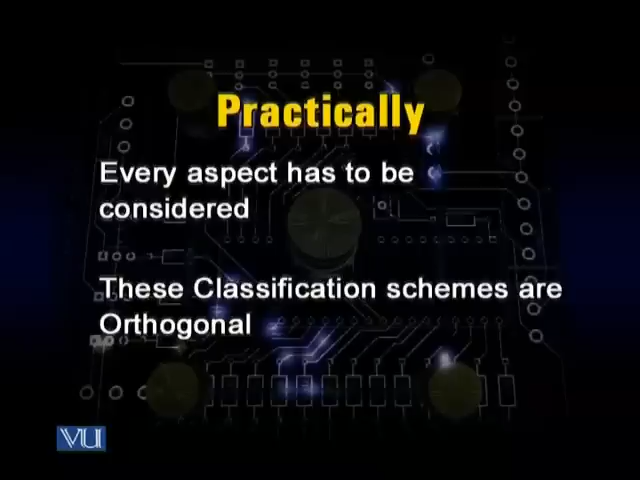 Practically
Every aspect has to be
considered
These Classification schemes are
Orthogonal
VU